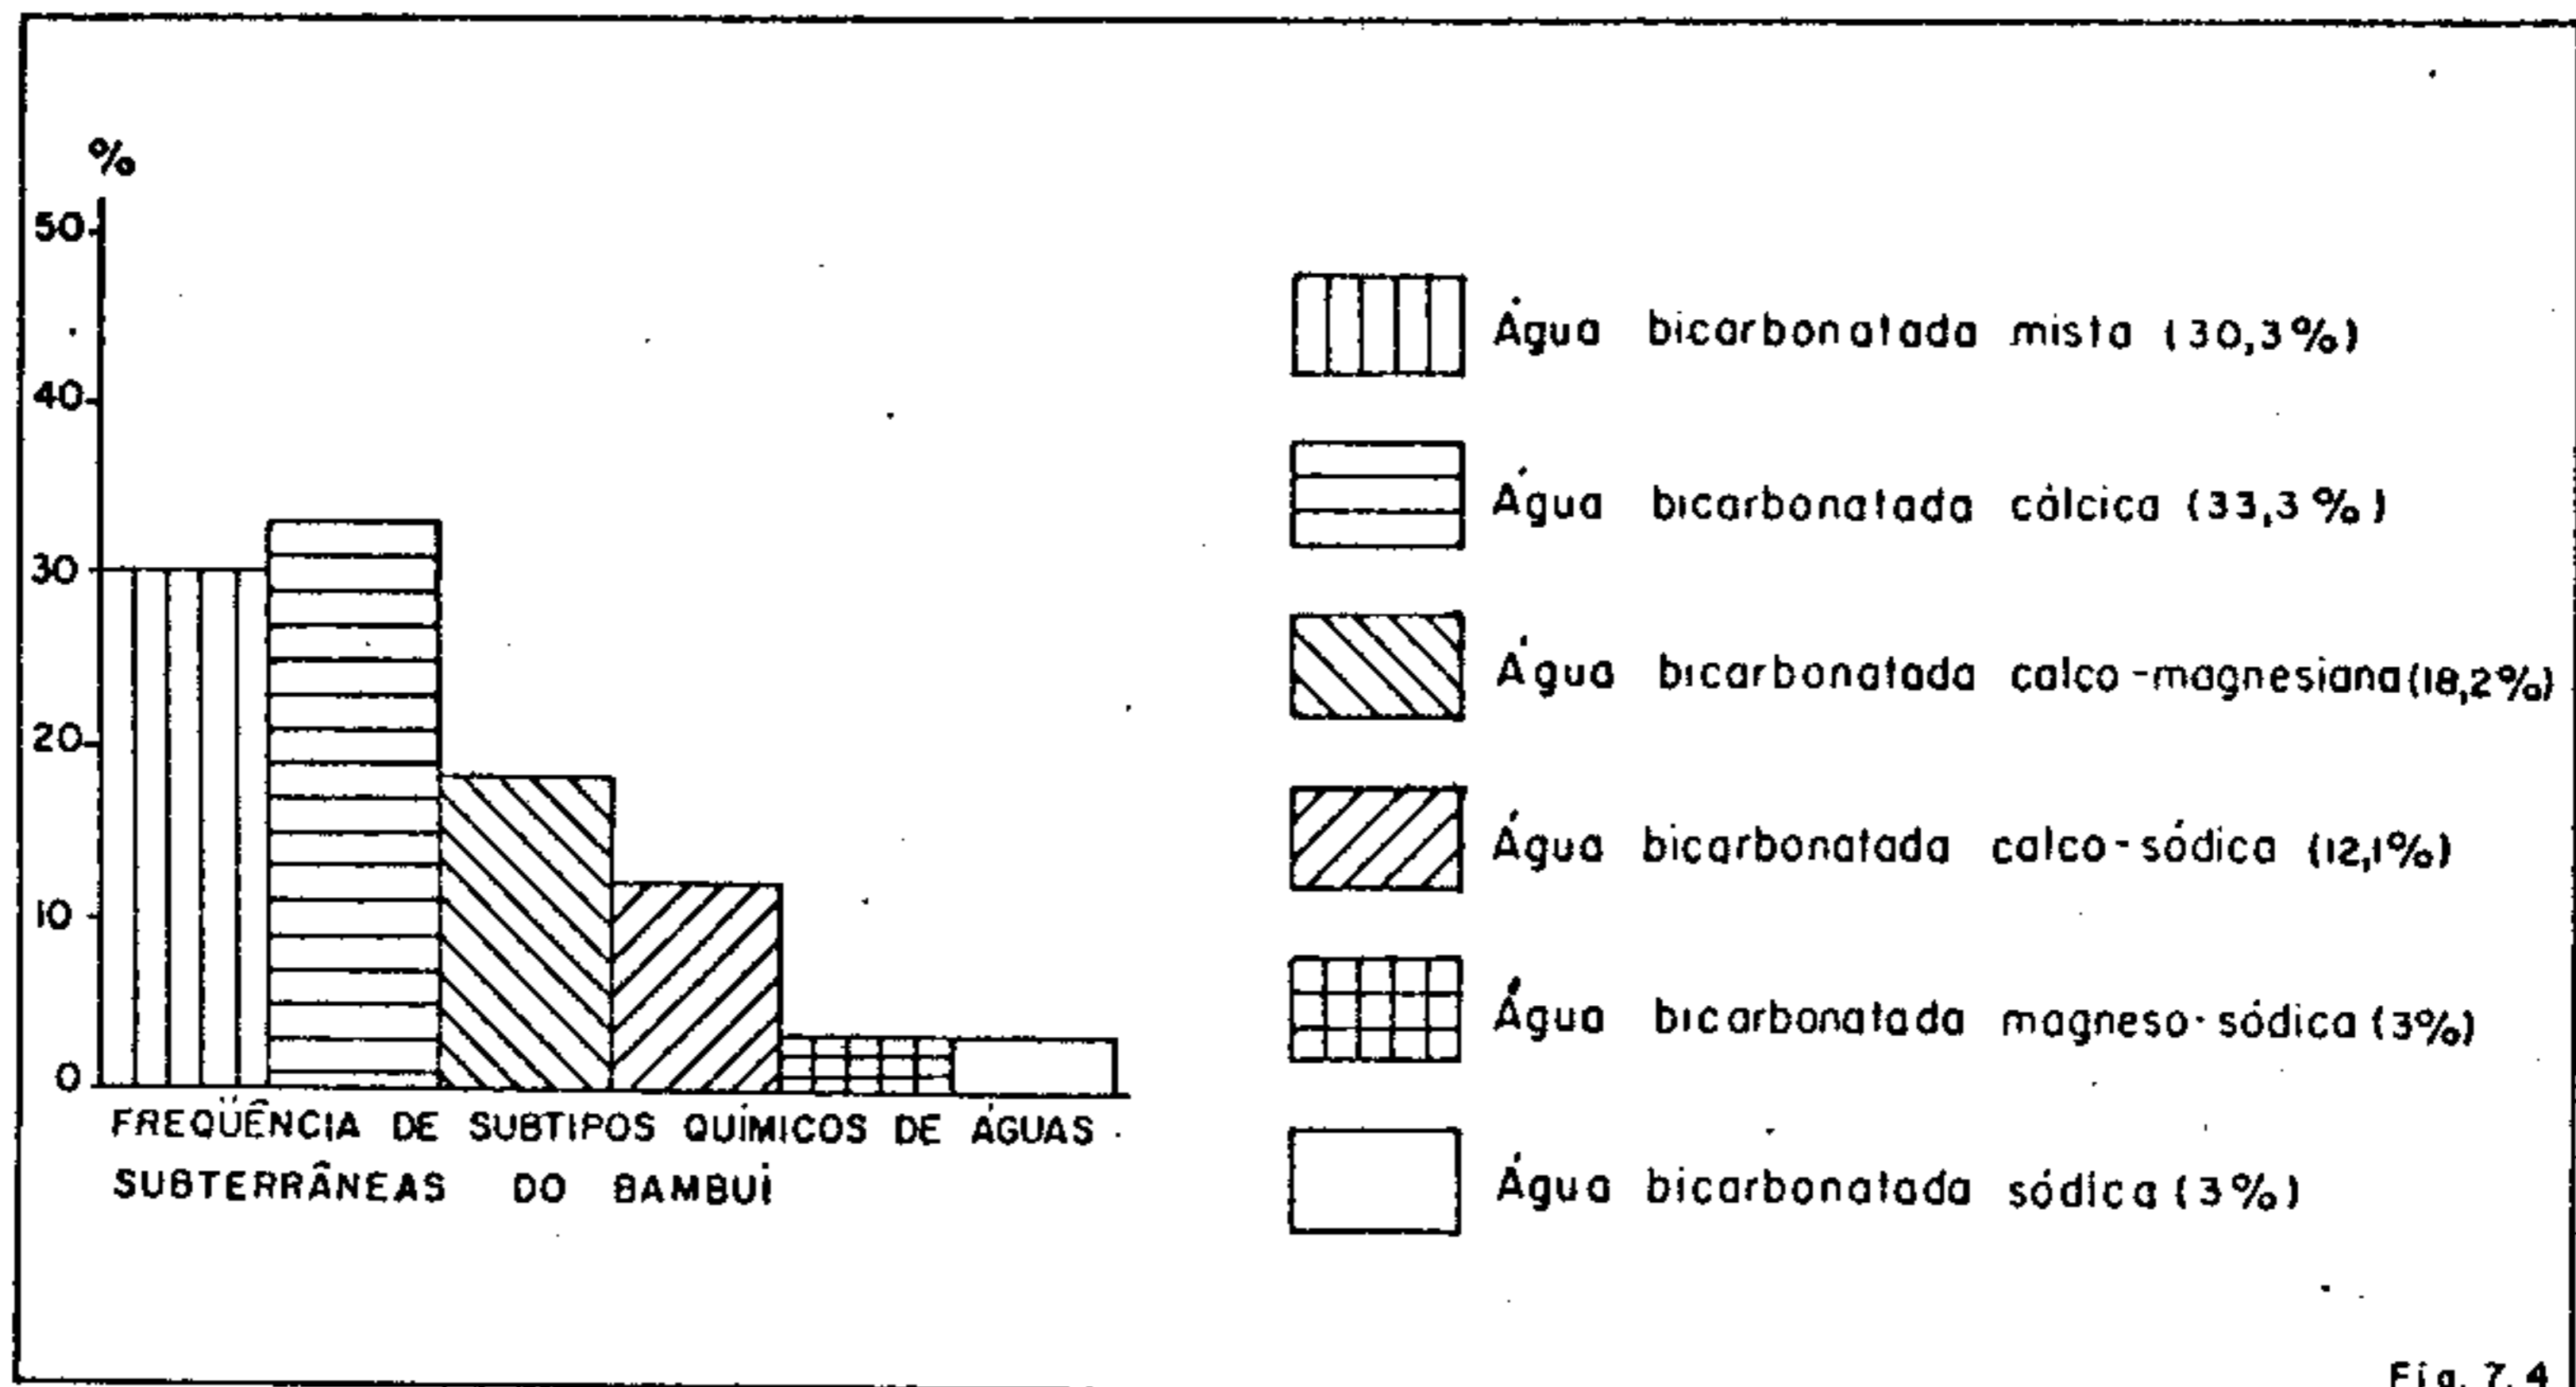 %
50
40
30
20
10
0
FREQÜÊNCIA DE SUBTIPOS QUÍMICOS DE ÁGUAS
SUBTERRÂNEAS DO BAMBUÍ
Água bicarbonatada mista (30,3%)
Água bicarbonatada cálcica (33,3%)
Água bicarbonatada calco-magnesiana (18,2%)
Água bicarbonatada calco-sódica (12,1%)
Água bicarbonatada magneso-sódica (3%)
Água bicarbonatada sódica (3%)
Fig. 7.4